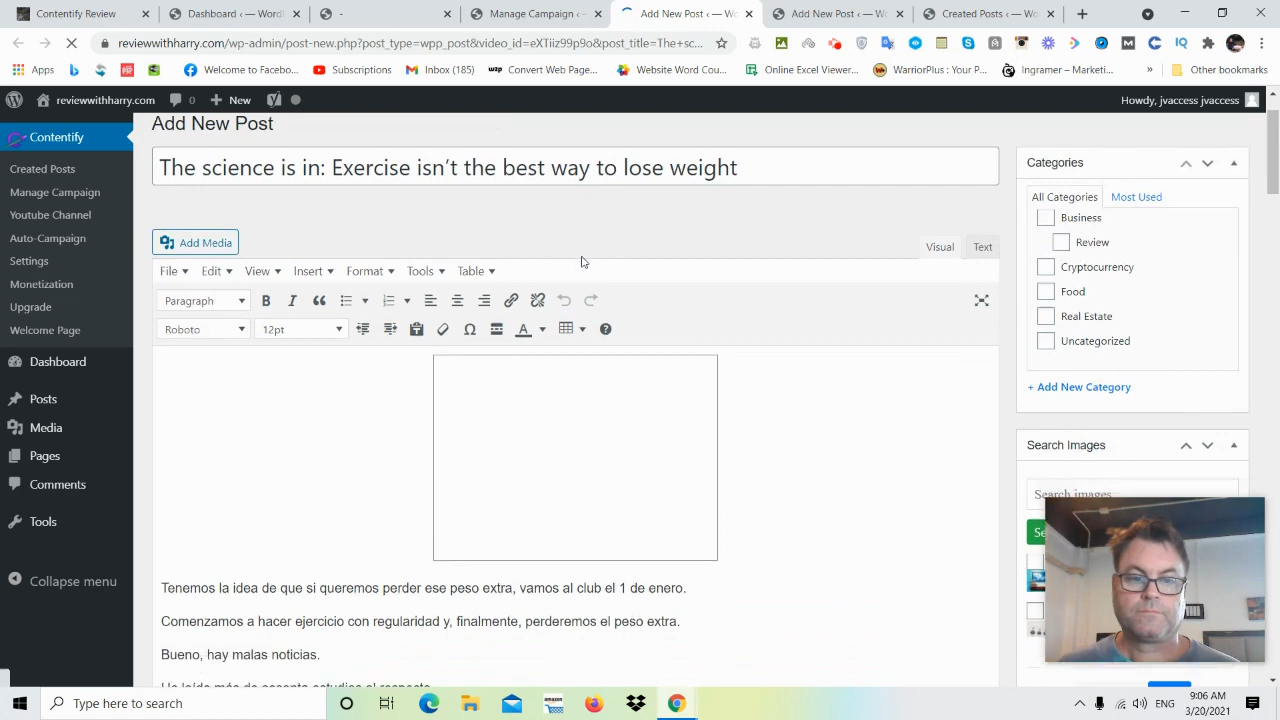 Contentify Review
Dashboard ‹ — Word
-
Manage Campaign ‹ –
Add New Post ‹ — Wo
Add New Post ‹ — Wo
Created Posts ‹ — Wo
reviewwithharry.com/wp-admin/post_new.php?post_type=wpp_post&video_id=eXTiiz99p9o&post_title=The+sc...
Apps
Welcome to Facebo...
Subscriptions
Inbox (185)
Convert Web Page...
Website Word Cou...
Online Excel Viewer...
WarriorPlus : Your P...
Ingramer – Marketi...
»
Other bookmarks
reviewwithharry.com
0
New
Howdy, jvaccess jvaccess
Contentify
Created Posts
Manage Campaign
Youtube Channel
Auto-Campaign
Settings
Monetization
Upgrade
Welcome Page
Dashboard
Posts
Media
Pages
Comments
Tools
Collapse menu
Add New Post
The science is in: Exercise isn’t the best way to lose weight
Add Media
Visual
Text
File
Edit
View
Insert
Format
Tools
Table
Paragraph
Roboto
12pt
Tenemos la idea de que si queremos perder ese peso extra, vamos al club el 1 de enero.
Comenzamos a hacer ejercicio con regularidad y, finalmente, perderemos el peso extra.
Bueno, hay malas noticias.
Categories
All Categories
Most Used
Business
Review
Cryptocurrency
Food
Real Estate
Uncategorized
+ Add New Category
Search Images
Search images
Se
Type here to search
ENG
9:06 AM
3/20/2021